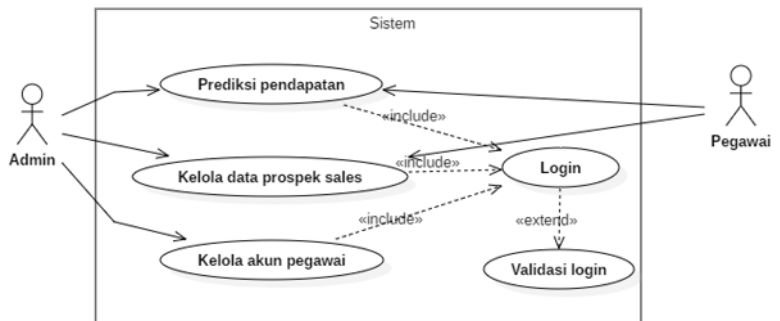 Sistem
Prediksi pendapatan
«include»
Admin
Pegawai
Kelola data prospek sales
«include»
Login
«include»
«extend»
Kelola akun pegawai
Validasi login